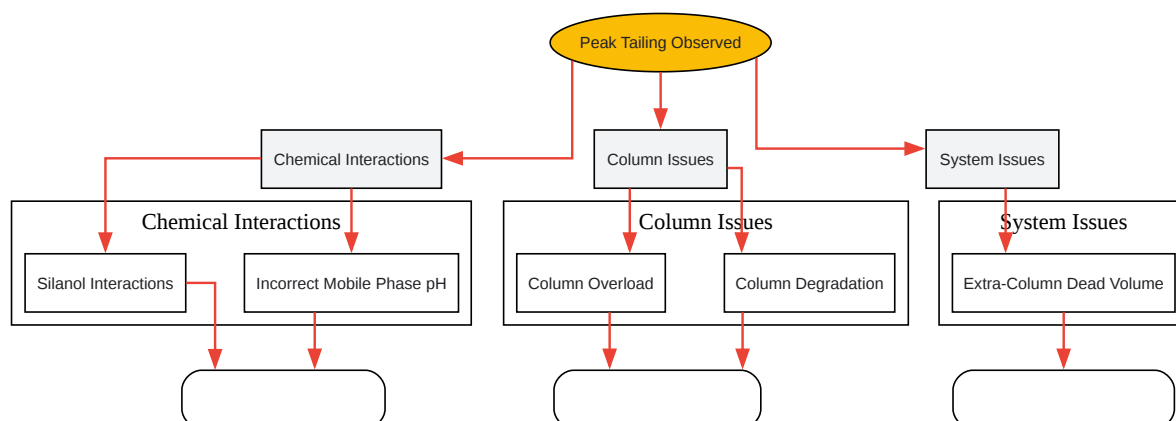 Peak Tailing Observed
Chemical Interactions
Column Issues
System Issues
Chemical Interactions
Column Issues
System Issues
Silanol Interactions
Incorrect Mobile Phase pH
Column Overload
Column Degradation
Extra-Column Dead Volume